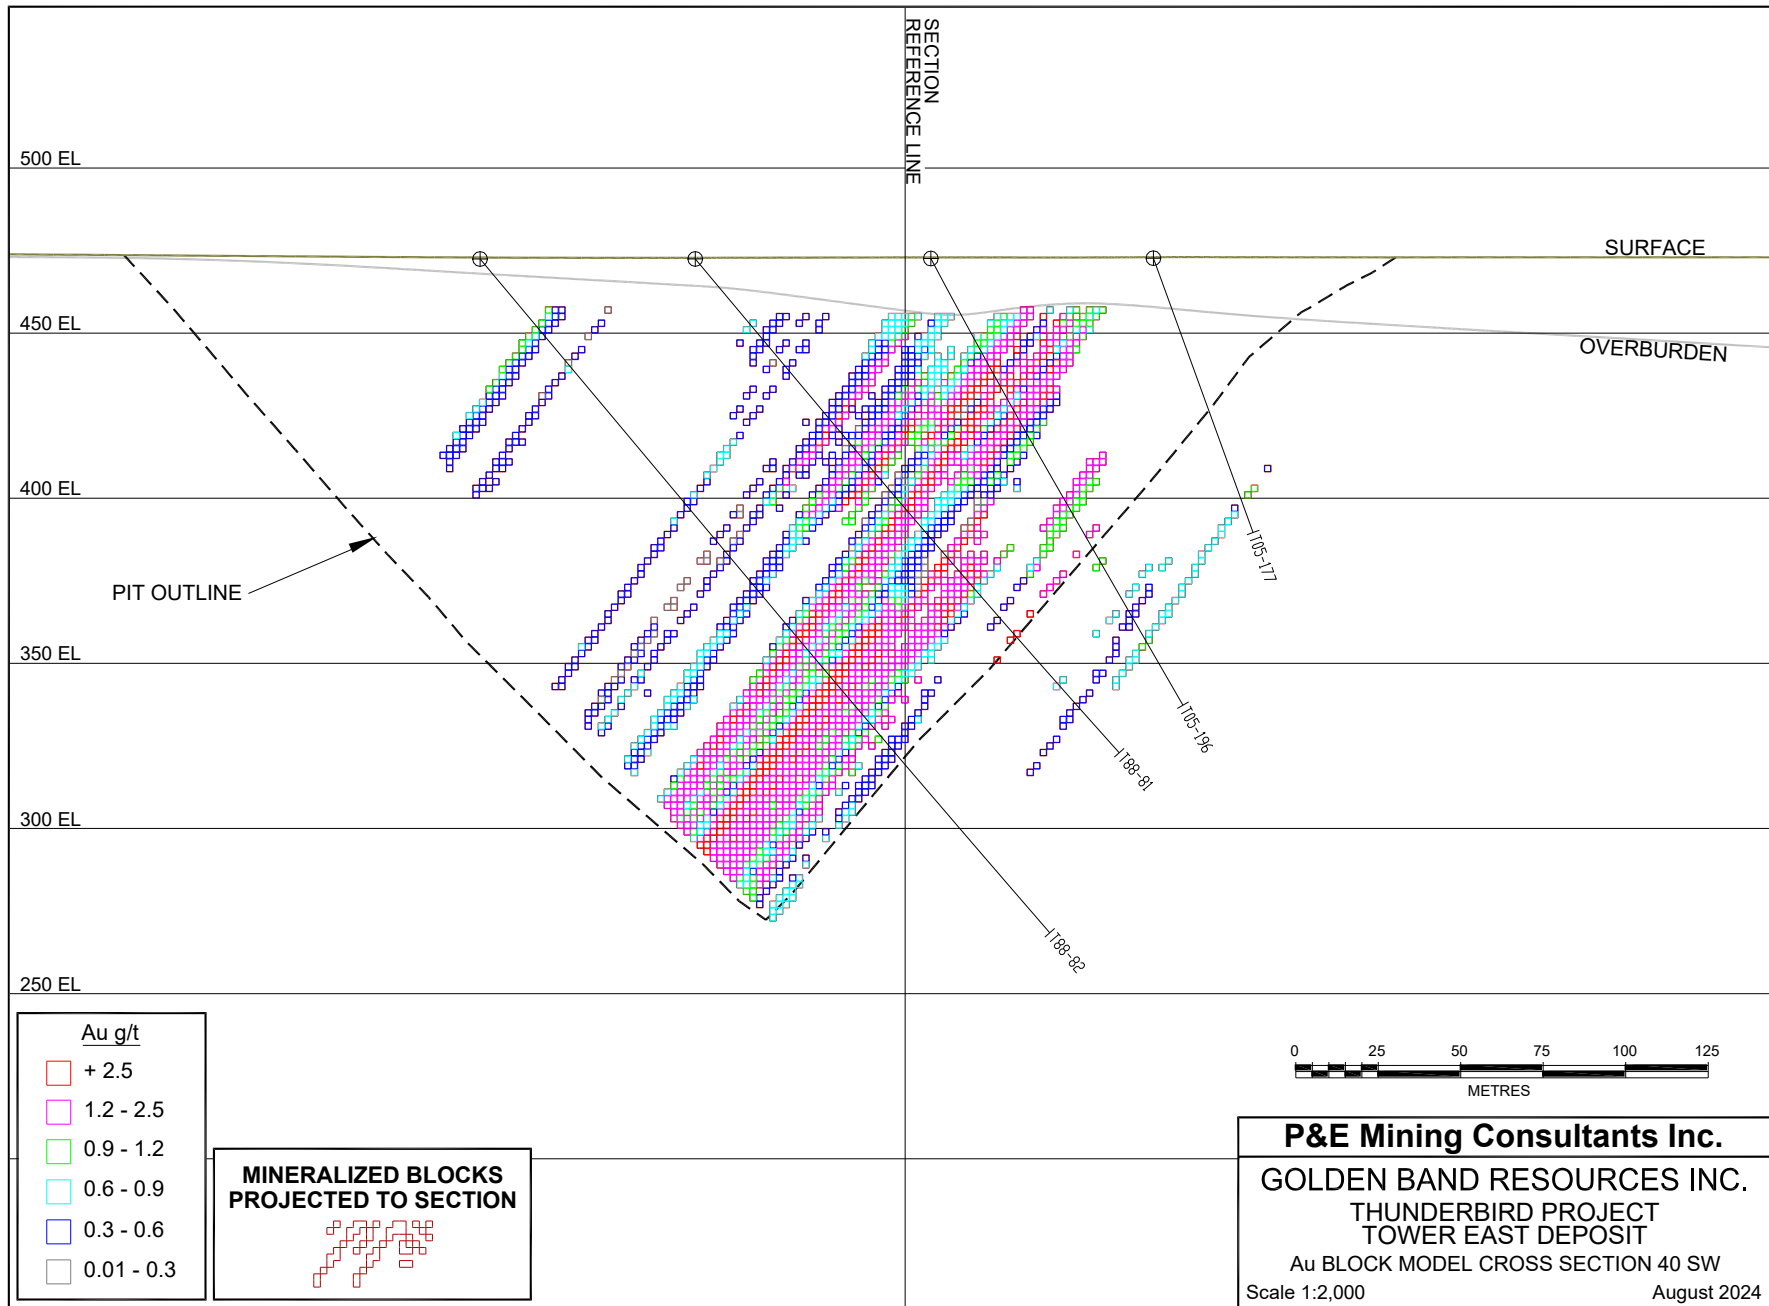 SECTION
REFERENCE LINE
500 EL
SURFACE
450 EL
OVERBURDEN
400 EL
IT05-177
PIT OUTLINE
350 EL
IT05-196
IT88-81
300 EL
IT88-82
250 EL
Au g/t
+ 2.5
1.2 - 2.5
0.9 - 1.2
0.6 - 0.9
0.3 - 0.6
0.01 - 0.3
MINERALIZED BLOCKS
PROJECTED TO SECTION
0 25 50 75 100 125
METRES
P&E Mining Consultants Inc.
GOLDEN BAND RESOURCES INC.
THUNDERBIRD PROJECT
TOWER EAST DEPOSIT
Au BLOCK MODEL CROSS SECTION 40 SW
Scale 1:2,000 August 2024